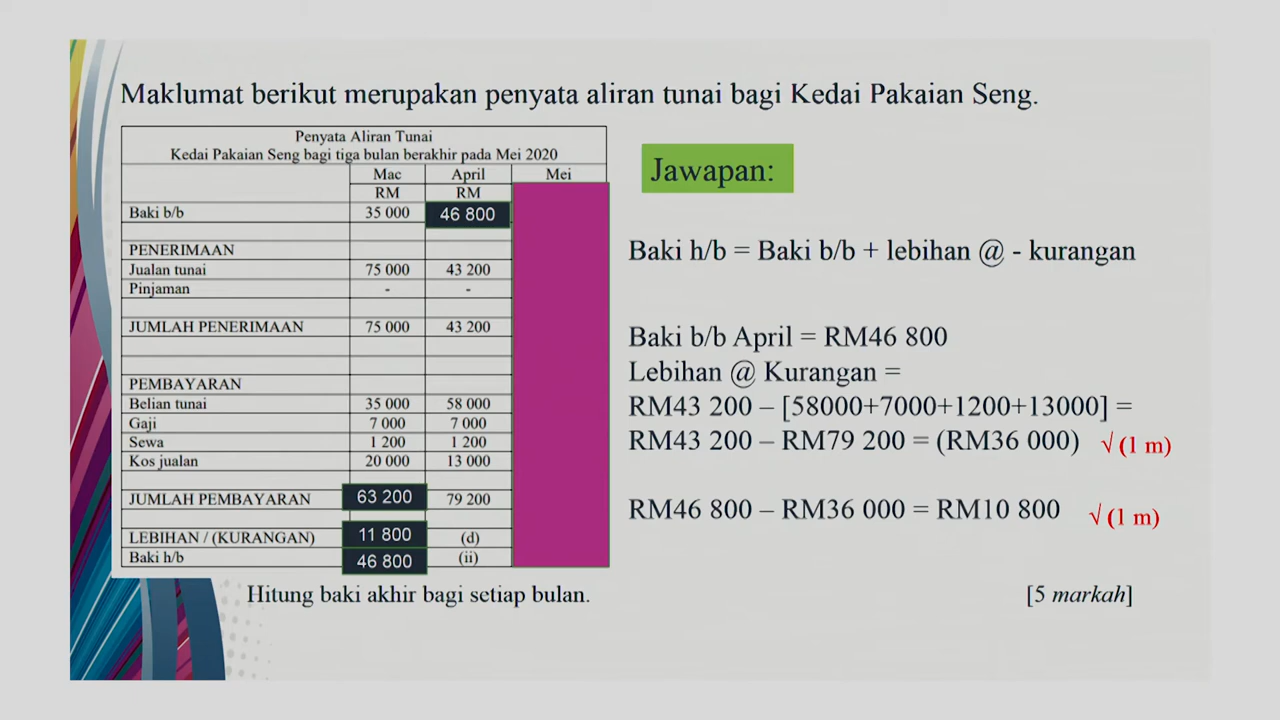 Maklumat berikut merupakan penyata aliran tunai bagi Kedai Pakaian Seng.
Penyata Aliran Tunai
Kedai Pakaian Seng bagi tiga bulan berakhir pada Mei 2020
Mac April Mei
RM RM
Baki b/b 35 000 46 800
PENERIMAAN
Jualan tunai 75 000 43 200
Pinjaman - -
JUMLAH PENERIMAAN 75 000 43 200
PEMBAYARAN
Belian tunai 35 000 58 000
Gaji 7 000 7 000
Sewa 1 200 1 200
Kos jualan 20 000 13 000
JUMLAH PEMBAYARAN 63 200 79 200
LEBIHAN / (KURANGAN) 11 800 (d)
Baki h/b 46 800 (ii)
Jawapan:
Baki h/b = Baki b/b + lebihan @ - kurangan
Baki b/b April = RM46 800
Lebihan @ Kurangan =
RM43 200 – [58000+7000+1200+13000] =
RM43 200 – RM79 200 = (RM36 000) √ (1 m)
RM46 800 – RM36 000 = RM10 800 √ (1 m)
Hitung baki akhir bagi setiap bulan. [5 markah]